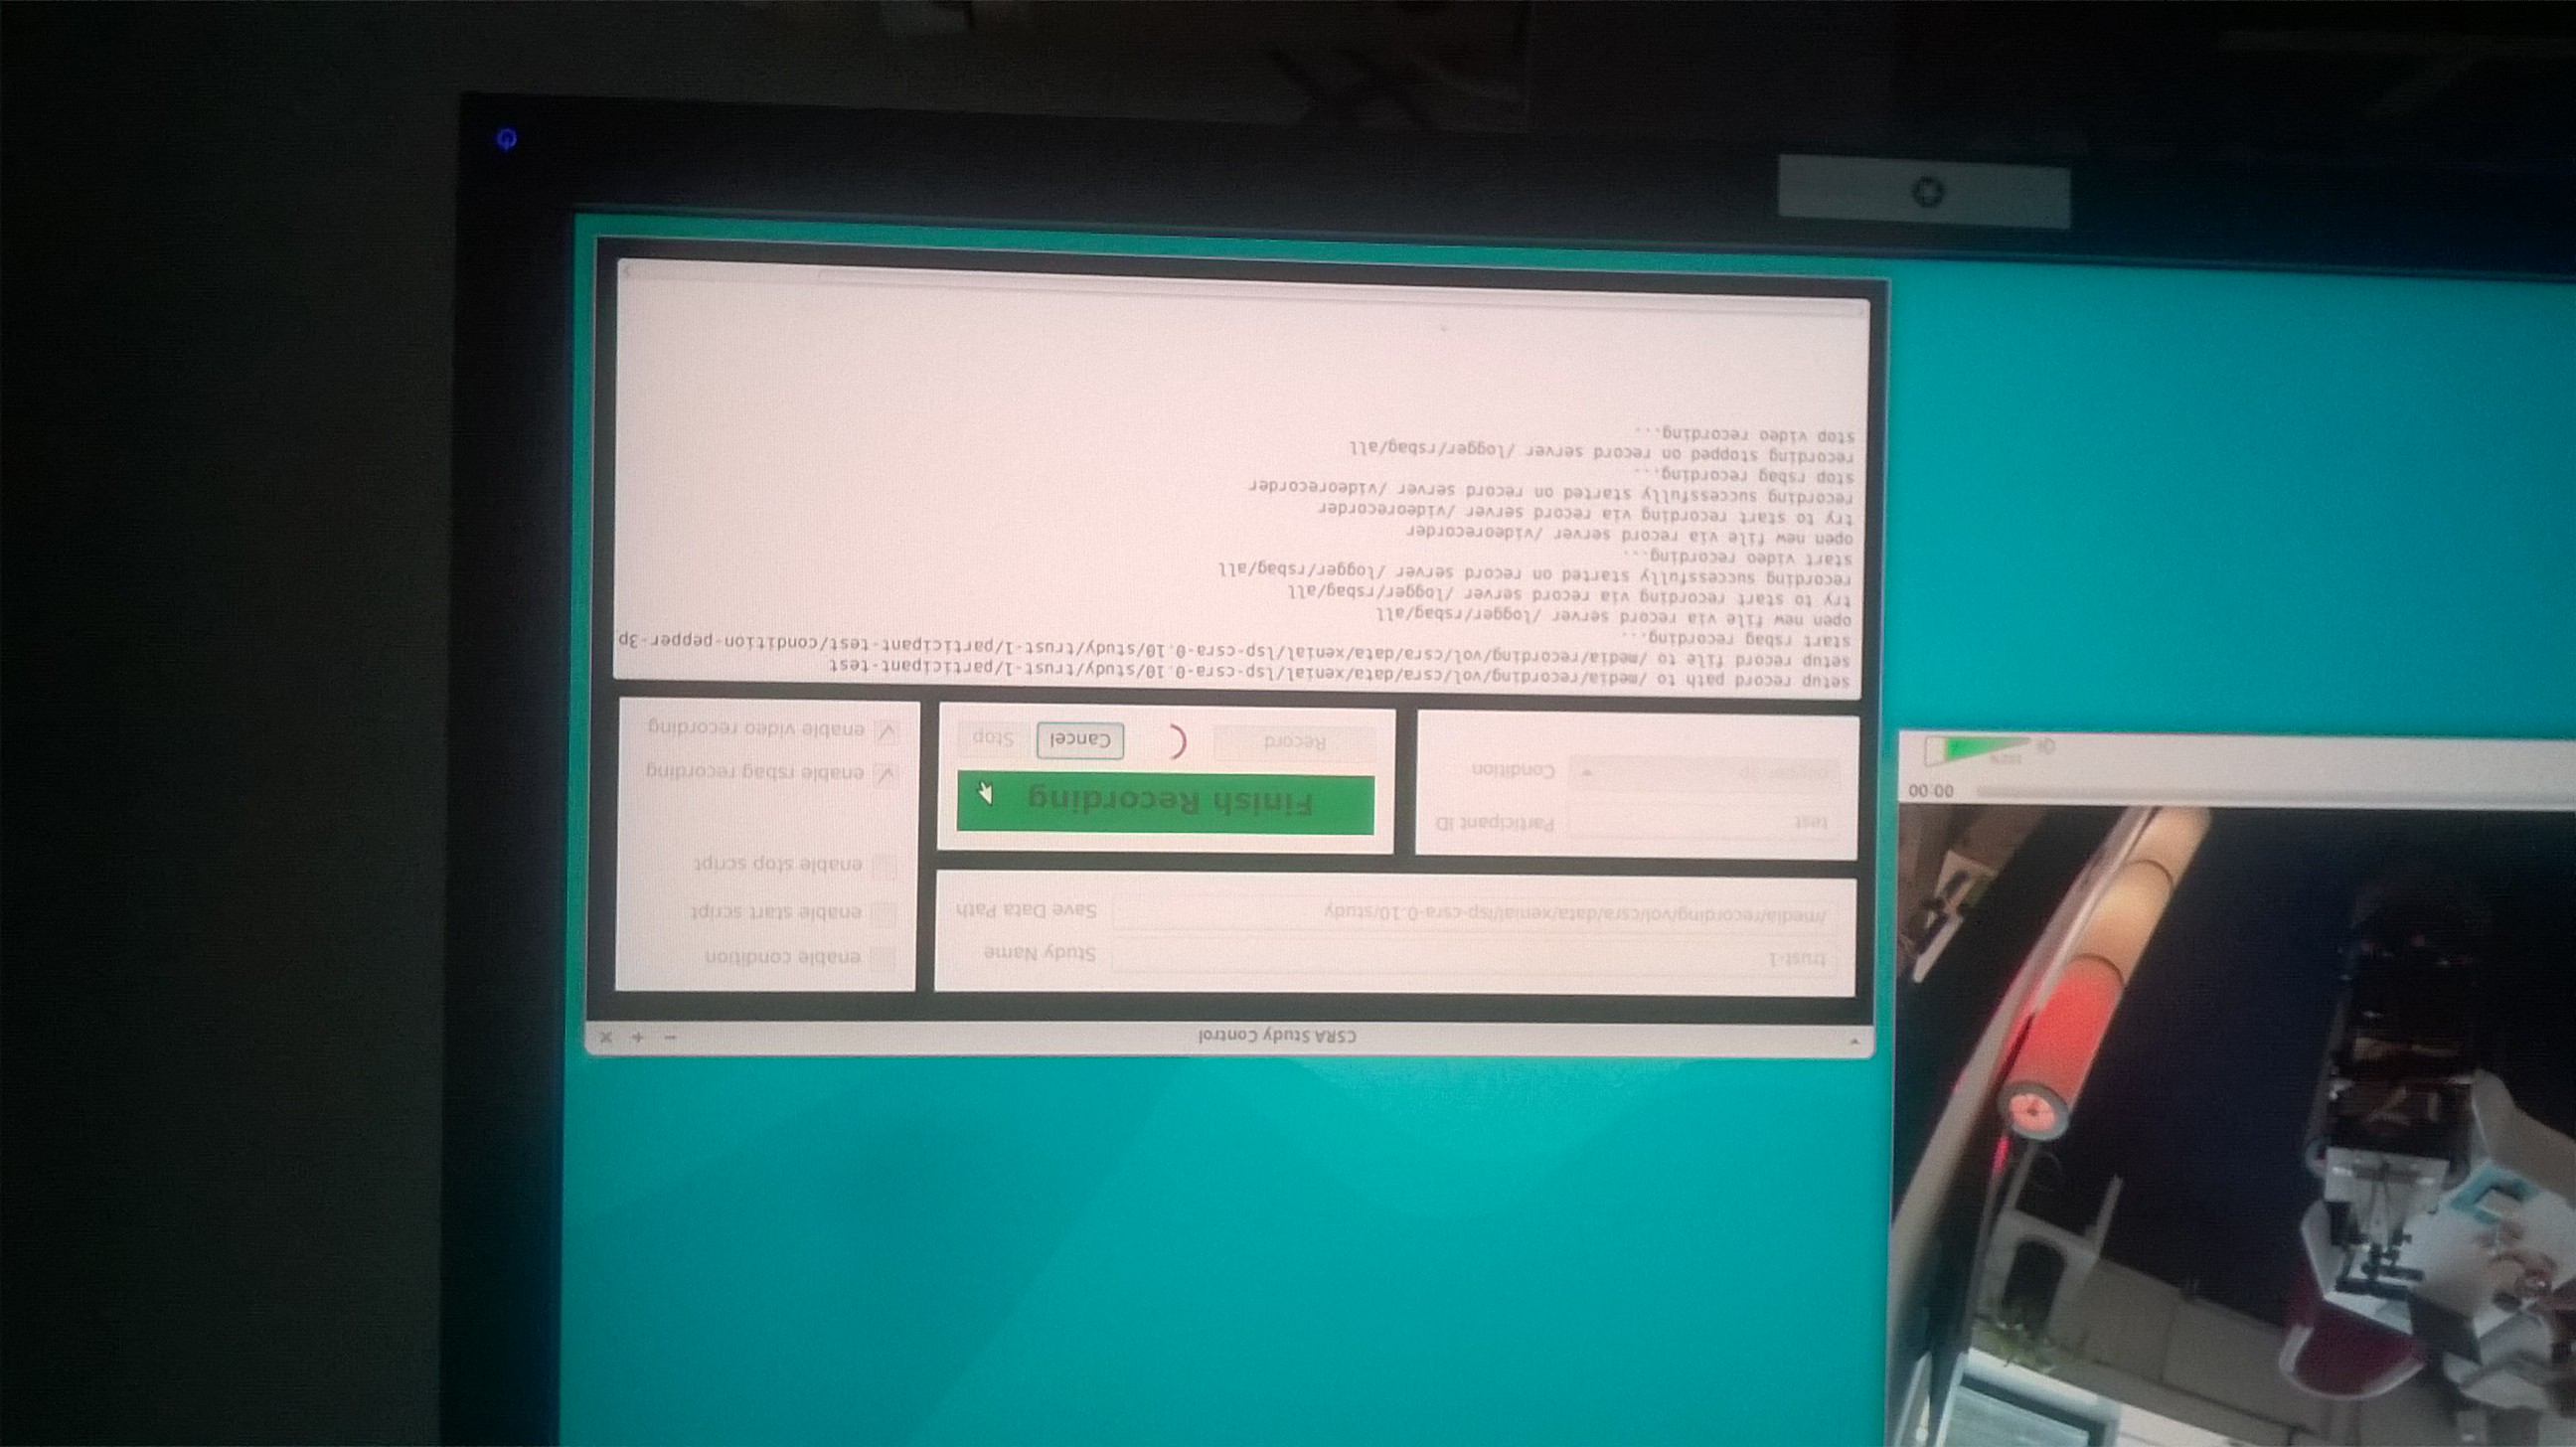 CSRA Study Control
trust-1
Study Name
enable condition
/media/recording/vol/csra/data/xenial/lsp-csra-0.10/study
Save Data Path
enable start script
enable stop script
test
Participant ID
Finish Recording
Condition
Record
Cancel
Stop
enable rsbag recording
enable video recording
00:00
setup record path to /media/recording/vol/csra/data/xenial/lsp-csra-0.10/study/trust-1/participant-test
setup record file to /media/recording/vol/csra/data/xenial/lsp-csra-0.10/study/trust-1/participant-test/condition-pepper-3p
start rsbag recording...
open new file via record server /logger/rsbag/all
try to start recording via record server /logger/rsbag/all
recording successfully started on record server /logger/rsbag/all
start video recording...
open new file via record server /videorecorder
try to start recording via record server /videorecorder
recording successfully started on record server /videorecorder
stop rsbag recording...
recording stopped on record server /logger/rsbag/all
stop video recording...